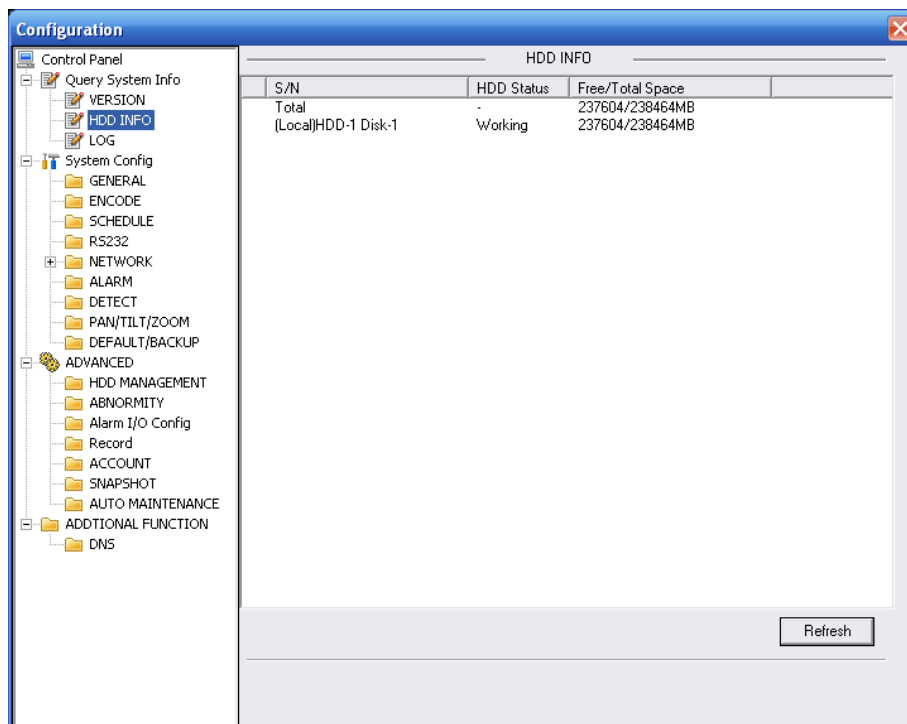 Configuration
Control Panel
Query System Info
VERSION
HDD INFO
LOG
System Config
GENERAL
ENCODE
SCHEDULE
RS232
NETWORK
ALARM
DETECT
PAN/TILT/ZOOM
DEFAULT/BACKUP
ADVANCED
HDD MANAGEMENT
ABNORMITY
Alarm I/O Config
Record
ACCOUNT
SNAPSHOT
AUTO MAINTENANCE
ADDTIONAL FUNCTION
DNS
HDD INFO
S/N HDD Status Free/Total Space
Total - 237604/238464MB
(Local)HDD-1 Disk-1 Working 237604/238464MB
Refresh